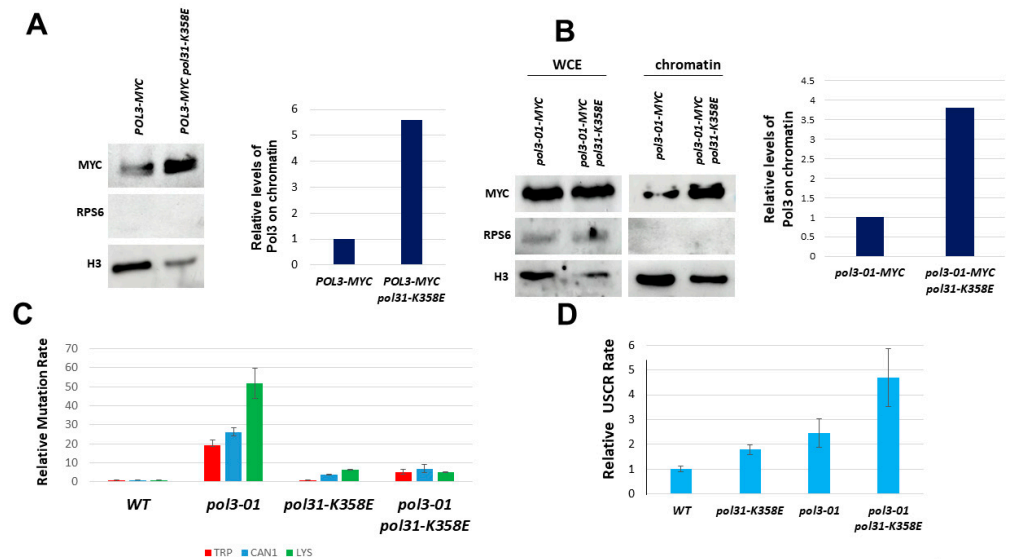 A
POL3-MYC
POL3-MYC pol31-K358E
MYC
RPS6
H3
Relative levels of
Pol3 on chromatin
6
5
4
3
2
1
0
POL3-MYC
POL3-MYC
pol31-K358E
B
WCE
chromatin
pol3-01-MYC
pol3-01-MYC
pol31-K358E
pol3-01-MYC
pol3-01-MYC
pol31-K358E
MYC
RPS6
H3
Relative levels of
Pol3 on chromatin
4.5
4
3.5
3
2.5
2
1.5
1
0.5
0
pol3-01-MYC
pol3-01-MYC
pol31-K358E
C
Relative Mutation Rate
70
60
50
40
30
20
10
0
WT
pol3-01
pol31-K358E
pol3-01
pol31-K358E
TRP CAN1 LYS
D
Relative USCR Rate
6
5
4
3
2
1
0
WT
pol31-K358E
pol3-01
pol3-01
pol31-K358E